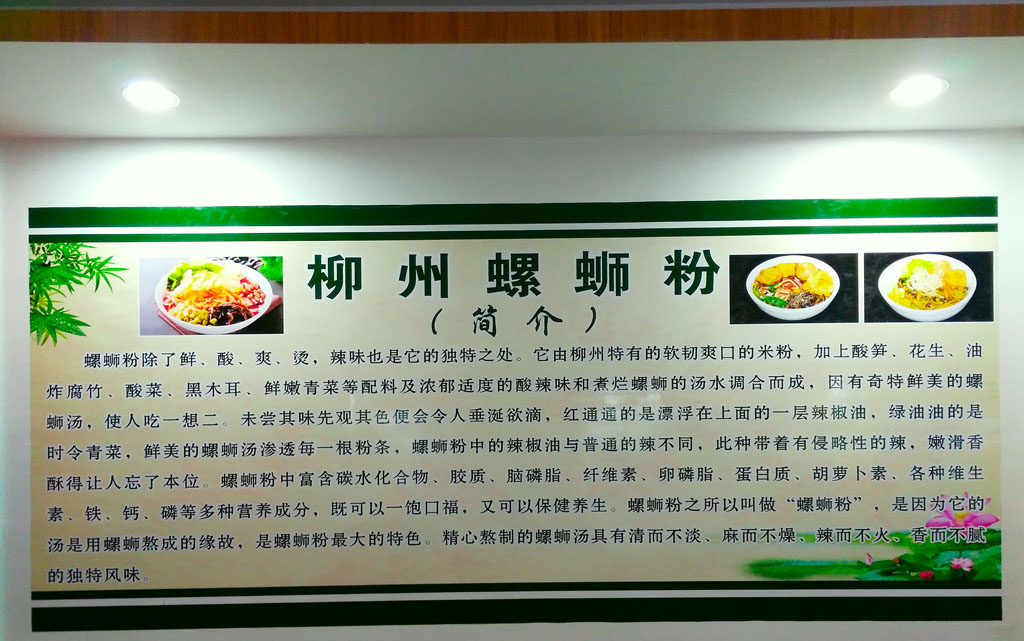 柳州螺蛳粉
（简介）
螺蛳粉除了鲜、酸、爽、烫，辣味也是它的独特之处。它由柳州特有的软韧爽口的米粉，加上酸笋、花生、油
炸腐竹、酸菜、黑木耳、鲜嫩青菜等配料及浓郁适度的酸辣味和煮烂螺蛳的汤水调合而成，因有奇特鲜美的螺
蛳汤，使人吃一想二。未尝其味先观其色便会令人垂涎欲滴，红通通的是漂浮在上面的一层辣椒油，绿油油的是
时令青菜，鲜美的螺蛳汤渗透每一根粉条，螺蛳粉中的辣椒油与普通的辣不同，此种带着有侵略性的辣，嫩滑香
酥得让人忘了本位。螺蛳粉中富含碳水化合物、胶质、脑磷脂、纤维素、卵磷脂、蛋白质、胡萝卜素、各种维生
素、铁、钙、磷等多种营养成分，既可以一饱口福，又可以保健养生。螺蛳粉之所以叫做“螺蛳粉”，是因为它的
汤是用螺蛳熬成的缘故，是螺蛳粉最大的特色。精心熬制的螺蛳汤具有清而不淡、麻而不燥、辣而不火、香而不腻
的独特风味。